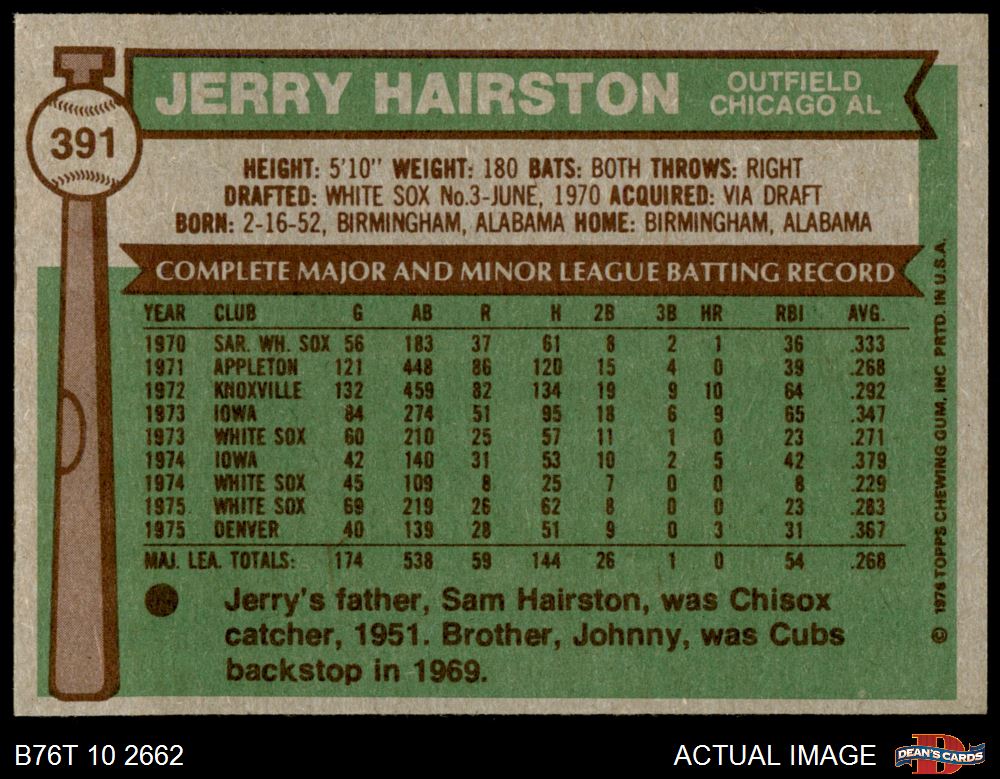 JERRY HAIRSTON
OUTFIELD
CHICAGO AL
391
HEIGHT: 5'10" WEIGHT: 180 BATS: BOTH THROWS: RIGHT
DRAFTED: WHITE SOX No.3-JUNE, 1970 ACQUIRED: VIA DRAFT
BORN: 2-16-52, BIRMINGHAM, ALABAMA HOME: BIRMINGHAM, ALABAMA
COMPLETE MAJOR AND MINOR LEAGUE BATTING RECORD
YEAR CLUB G AB R H 2B 3B HR RBI AVG.
1970 SAR. WH. SOX 56 183 37 61 8 2 1 36 .333
1971 APPLETON 121 448 86 120 15 4 0 39 .268
1972 KNOXVILLE 132 459 82 134 19 9 10 64 .292
1973 IOWA 84 274 51 95 18 6 9 65 .347
1973 WHITE SOX 60 210 25 57 11 1 0 23 .271
1974 IOWA 42 140 31 53 10 2 5 42 .379
1974 WHITE SOX 45 109 8 25 7 0 0 8 .229
1975 WHITE SOX 69 219 26 62 8 0 0 23 .283
1975 DENVER 40 139 28 51 9 0 3 31 .367
MAJ. LEA. TOTALS: 174 538 59 144 26 1 0 54 .268
Jerry's father, Sam Hairston, was Chisox
catcher, 1951. Brother, Johnny, was Cubs
backstop in 1969.
© 1976 TOPPS CHEWING GUM, INC PRTD. IN U.S.A.
B76T 10 2662
ACTUAL IMAGE
DEAN'S CARDS